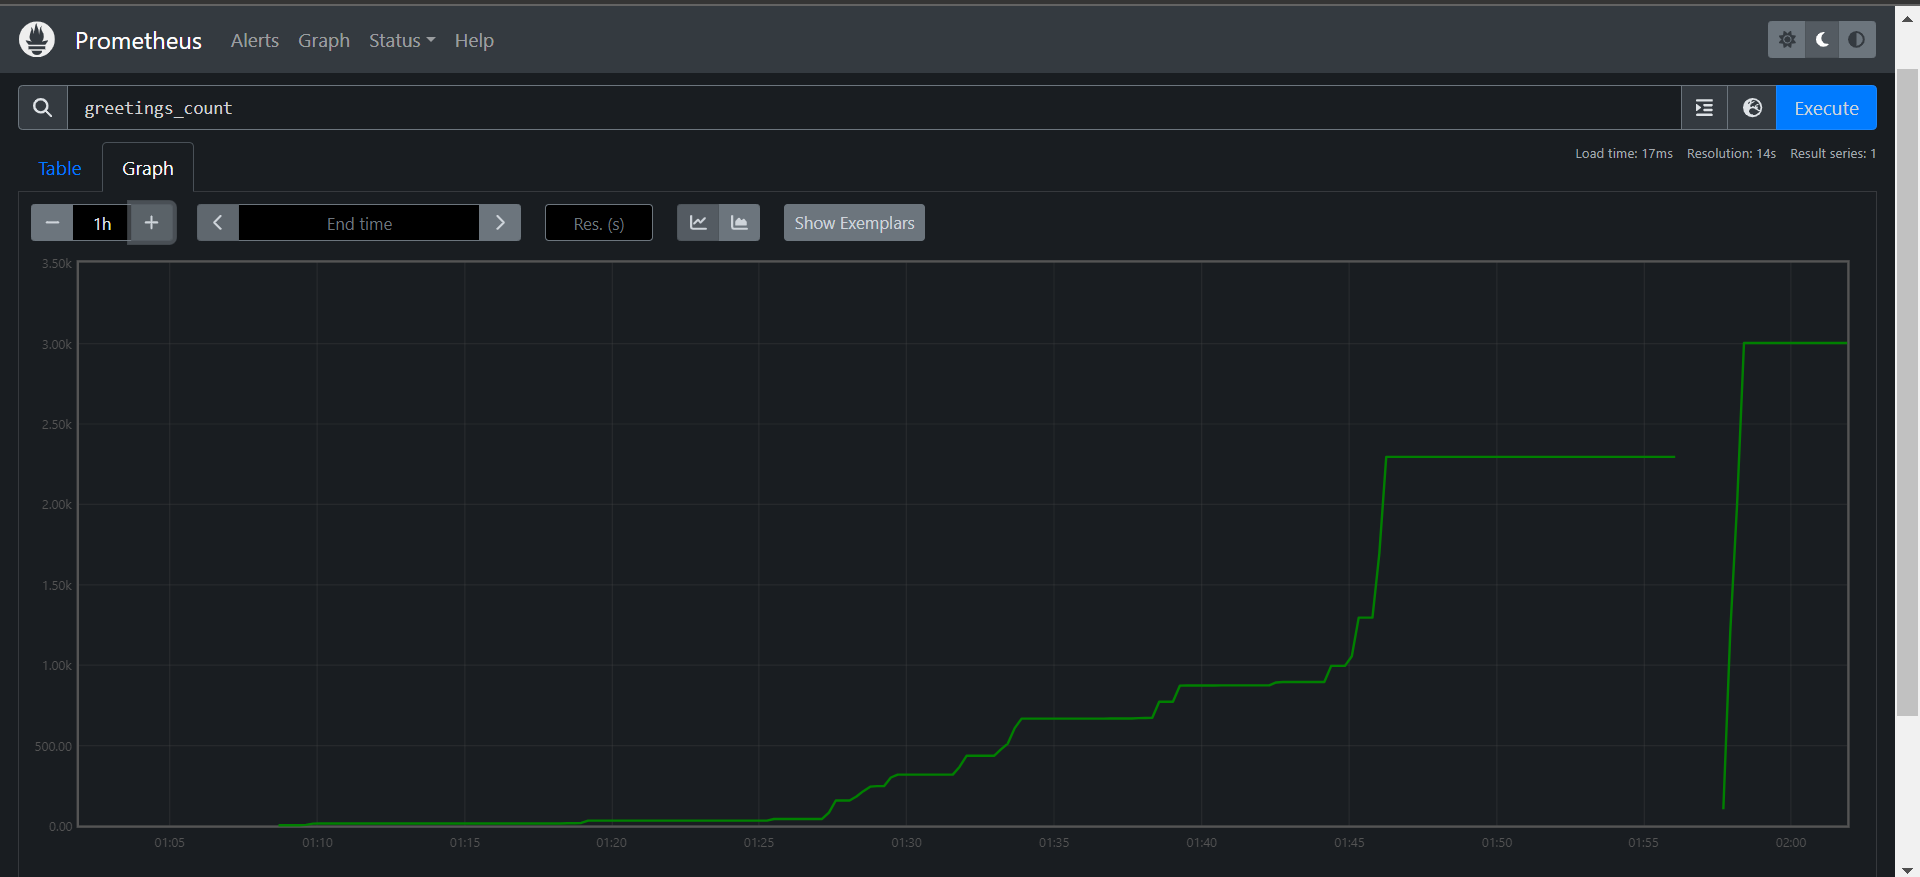 Prometheus Alerts Graph Status Help
greetings_count Execute
Table Graph Load time: 17ms Resolution: 14s Result series: 1
1h End time Res. (s) Show Exemplars
3.50k
3.00k
2.50k
2.00k
1.50k
1.00k
500.00
0.00
01:05 01:10 01:15 01:20 01:25 01:30 01:35 01:40 01:45 01:50 01:55 02:00